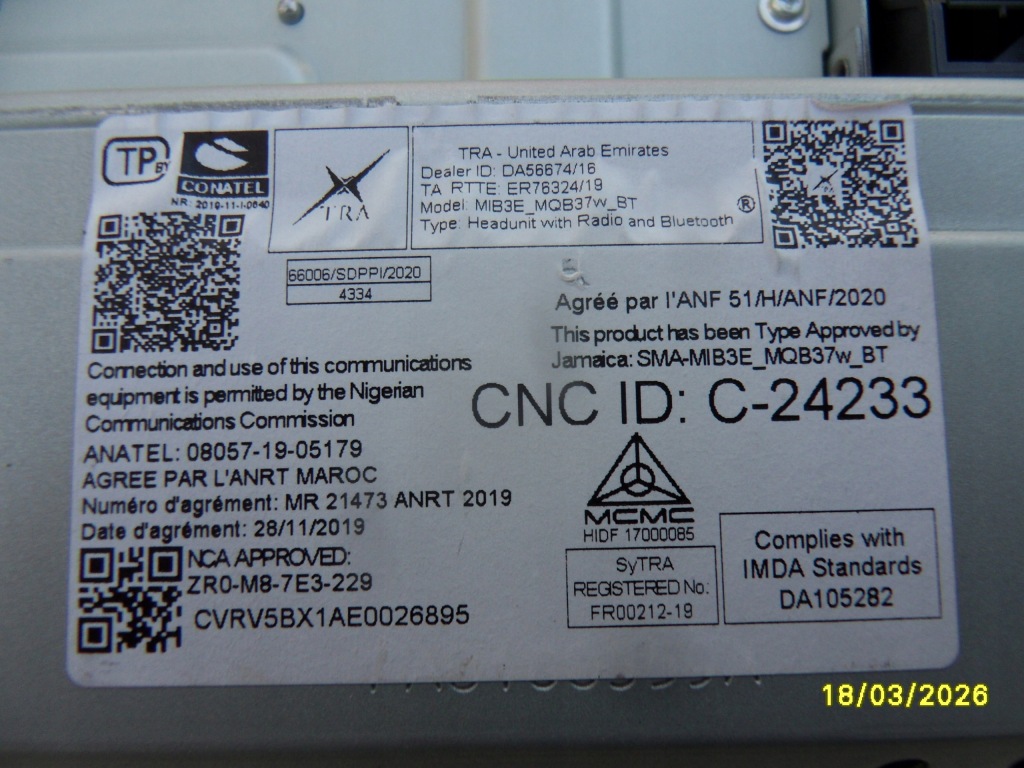 TP BY
CONATEL
NR: 2019-11-I-0640
TRA
TRA - United Arab Emirates
Dealer ID: DA56674/16
TA RTTE: ER76324/19
Model: MIB3E_MQB37w_BT
Type: Headunit with Radio and Bluetooth
®
66006/SDPPI/2020
4334
Agréé par l'ANF 51/H/ANF/2020
This product has been Type Approved by
Jamaica: SMA-MIB3E_MQB37w_BT
Connection and use of this communications
equipment is permitted by the Nigerian
Communications Commission
CNC ID: C-24233
ANATEL: 08057-19-05179
AGREE PAR L'ANRT MAROC
Numéro d'agrément: MR 21473 ANRT 2019
Date d'agrément: 28/11/2019
NCA APPROVED:
ZR0-M8-7E3-229
CVRV5BX1AE0026895
MCMC
HIDF 17000085
SyTRA
REGISTERED No:
FR00212-19
Complies with
IMDA Standards
DA105282
18/03/2026